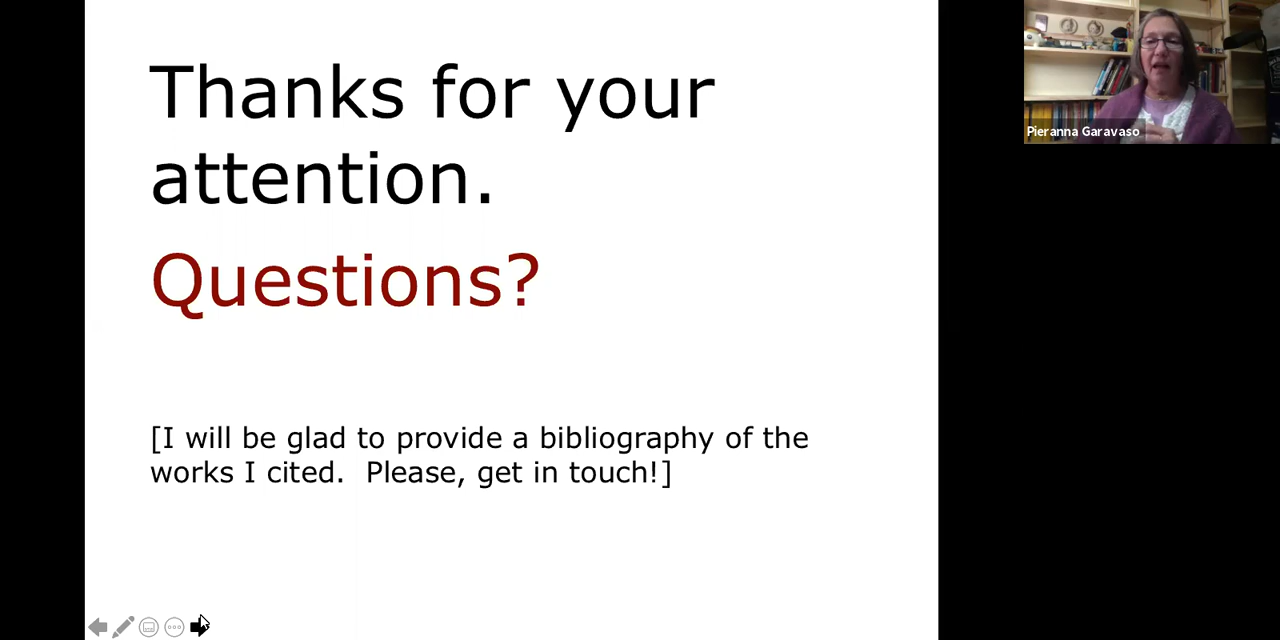 Thanks for your
attention.
Questions?
[I will be glad to provide a bibliography of the
works I cited.  Please, get in touch!]
Pieranna Garavaso